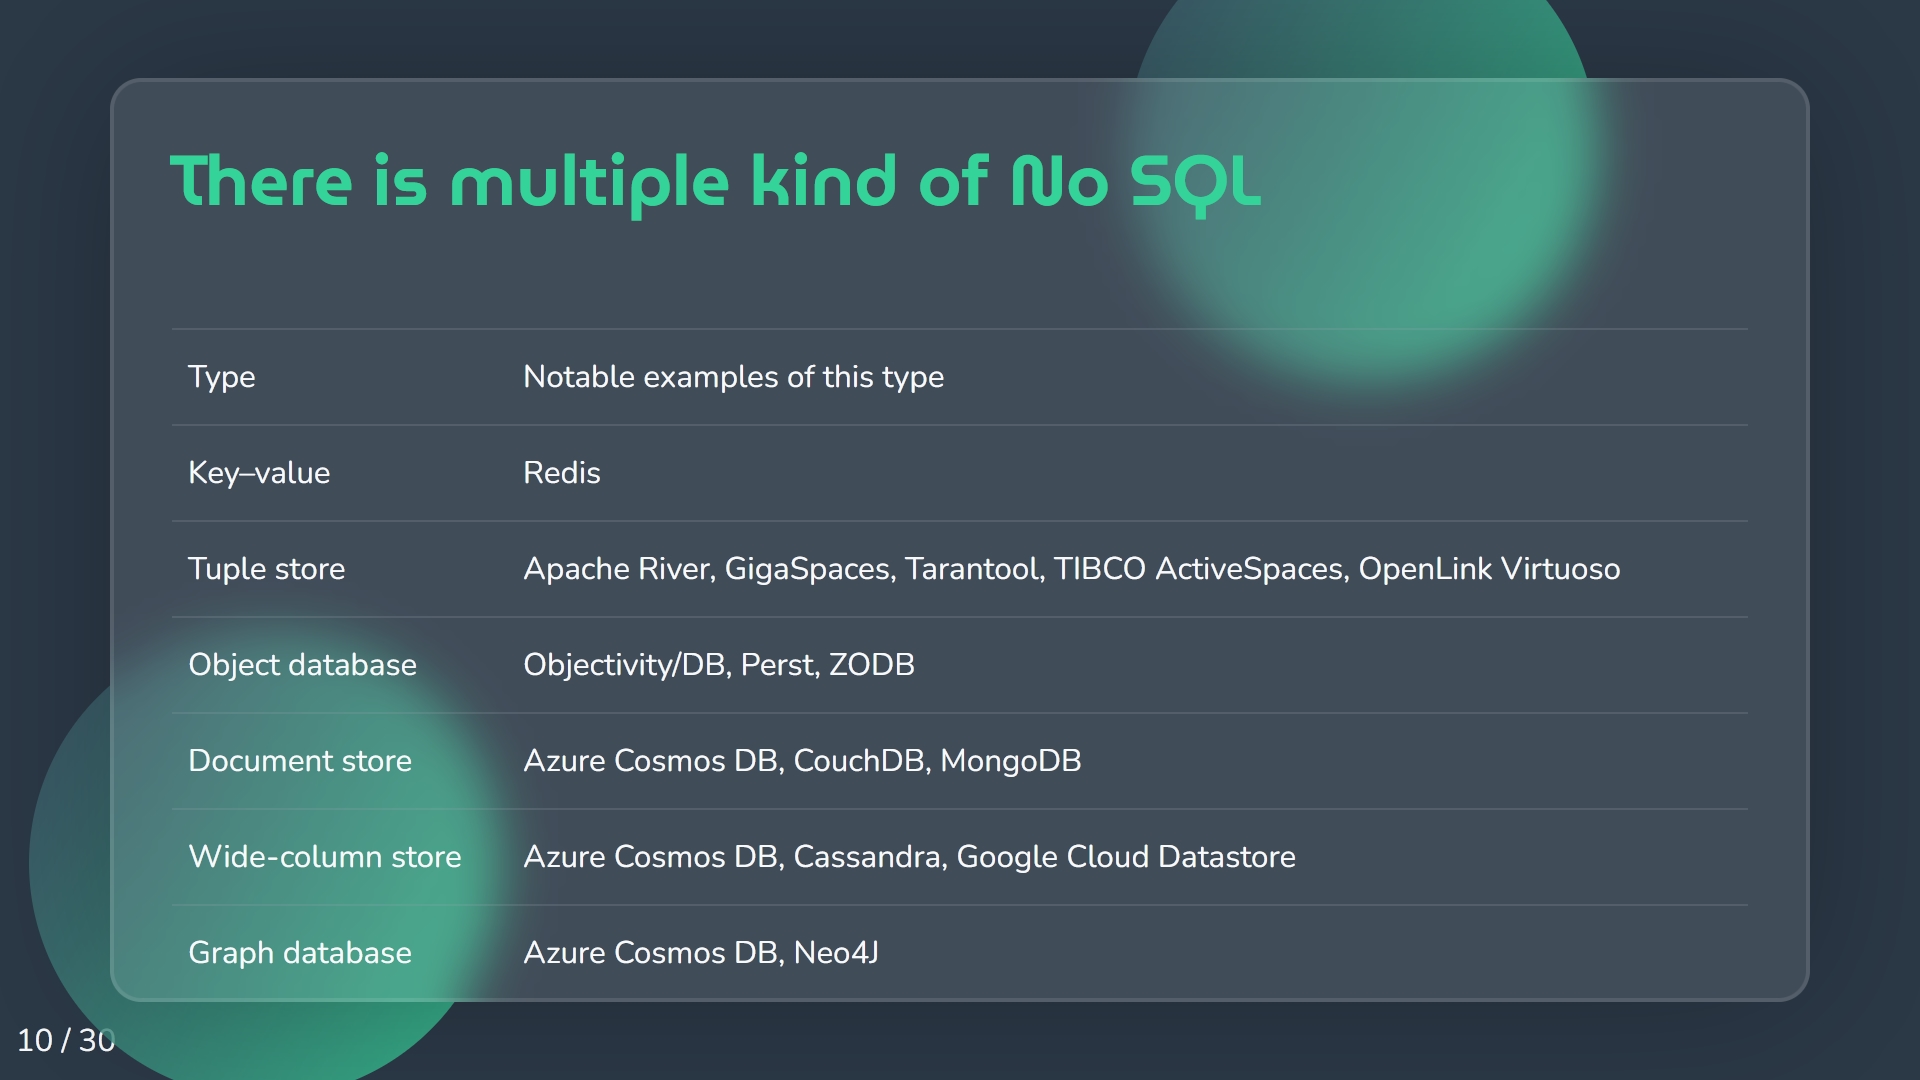 There is multiple kind of No SQL
Type Notable examples of this type
Key–value Redis
Tuple store Apache River, GigaSpaces, Tarantool, TIBCO ActiveSpaces, OpenLink Virtuoso
Object database Objectivity/DB, Perst, ZODB
Document store Azure Cosmos DB, CouchDB, MongoDB
Wide-column store Azure Cosmos DB, Cassandra, Google Cloud Datastore
Graph database Azure Cosmos DB, Neo4J
10 / 30